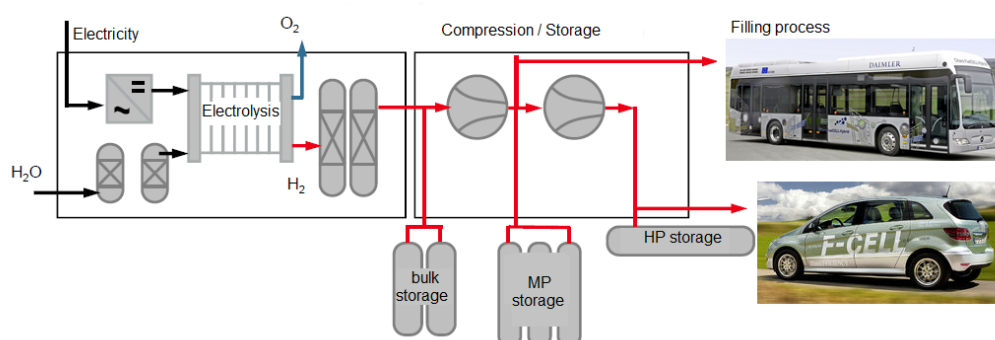 Electricity
O2
Compression / Storage
Filling process
=
~
Electrolysis
DAIMLER
H2O
H2
F-CELL
HP storage
bulk
storage
MP
storage